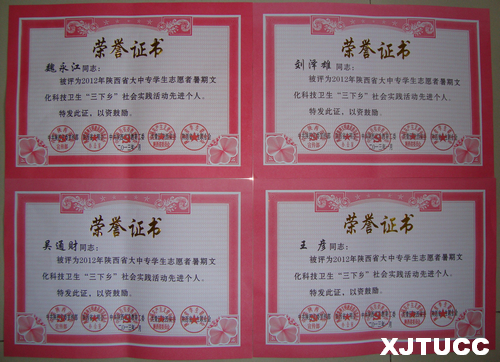 荣誉证书
魏永江同志：
被评为2012年陕西省大中专学生志愿者暑期文
化科技卫生“三下乡”社会实践活动先进个人。
特发此证，以资鼓励。
荣誉证书
刘泽雄同志：
被评为2012年陕西省大中专学生志愿者暑期文
化科技卫生“三下乡”社会实践活动先进个人。
特发此证，以资鼓励。
荣誉证书
吴通财同志：
被评为2012年陕西省大中专学生志愿者暑期文
化科技卫生“三下乡”社会实践活动先进个人。
特发此证，以资鼓励。
荣誉证书
王彦同志：
被评为2012年陕西省大中专学生志愿者暑期文
化科技卫生“三下乡”社会实践活动先进个人。
特发此证，以资鼓励。
XJTUCC